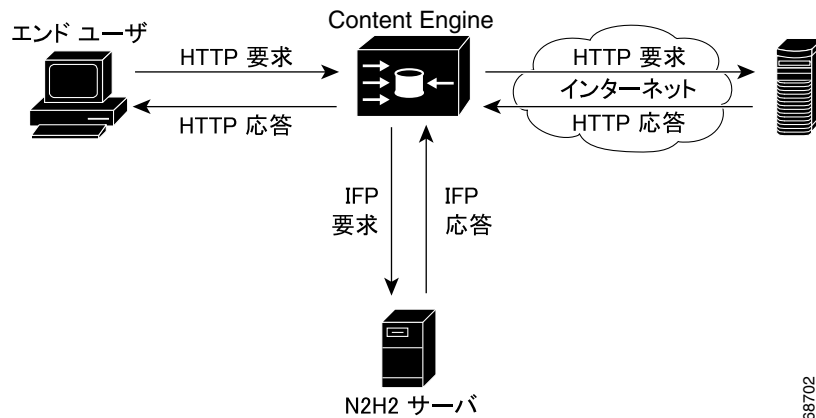 エンド ユーザ
Content Engine
HTTP 要求
HTTP 要求
インターネット
HTTP 応答
HTTP 応答
IFP
要求
IFP
応答
N2H2 サーバ
68702